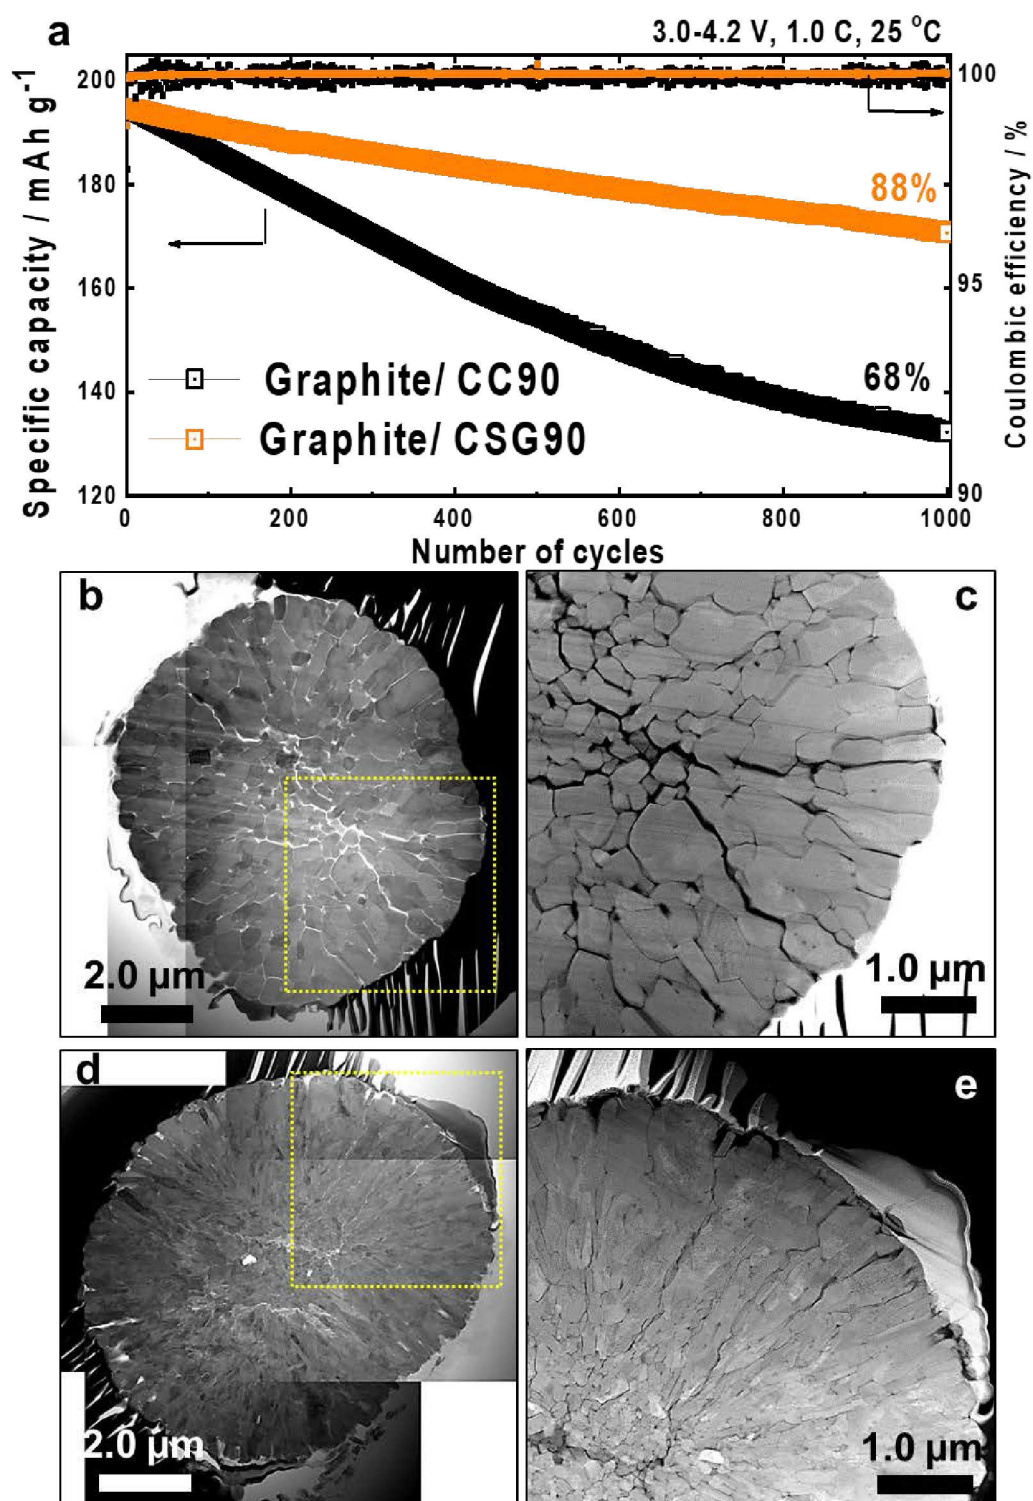 a
3.0-4.2 V, 1.0 C, 25 °C
Specific capacity / mAh g⁻¹
200
180
160
140
120
100
95
90
Coulombic efficiency / %
88%
68%
Graphite/ CC90
Graphite/ CSG90
0 200 400 600 800 1000
Number of cycles
b
2.0 μm
c
1.0 μm
d
2.0 μm
e
1.0 μm